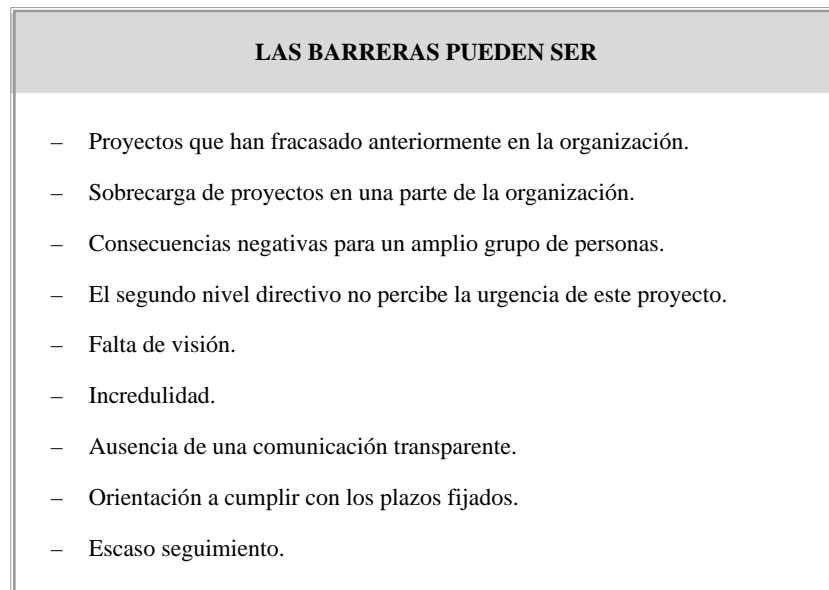 LAS BARRERAS PUEDEN SER
– Proyectos que han fracasado anteriormente en la organización.
– Sobrecarga de proyectos en una parte de la organización.
– Consecuencias negativas para un amplio grupo de personas.
– El segundo nivel directivo no percibe la urgencia de este proyecto.
– Falta de visión.
– Incredulidad.
– Ausencia de una comunicación transparente.
– Orientación a cumplir con los plazos fijados.
– Escaso seguimiento.